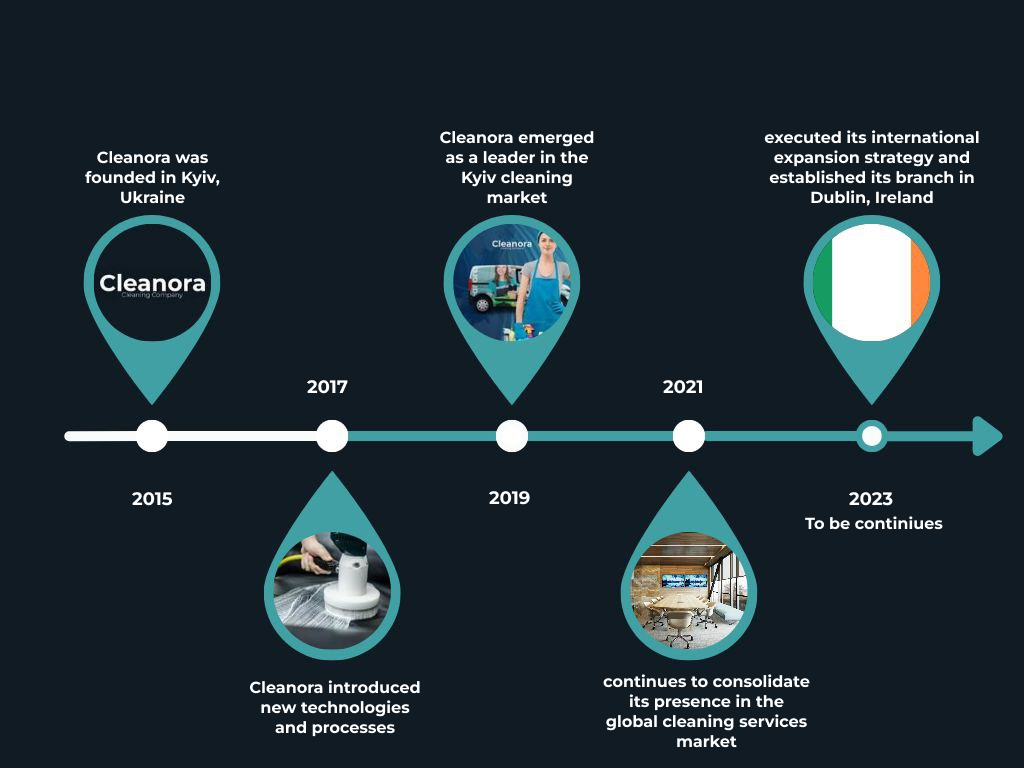 Cleanora was
founded in Kyiv,
Ukraine
Cleanora
Cleaning Company
2015
2017
Cleanora introduced
new technologies
and processes
Cleanora emerged
as a leader in the
Kyiv cleaning
market
Cleanora
2019
2021
continues to consolidate
its presence in the
global cleaning services
market
executed its international
expansion strategy and
established its branch in
Dublin, Ireland
2023
To be continiues